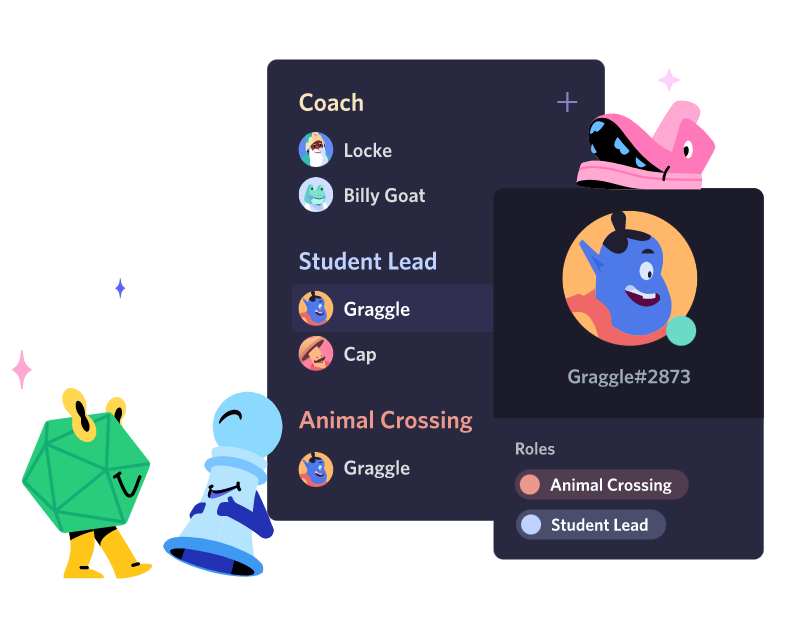 Coach
Locke
Billy Goat
Student Lead
Graggle
Cap
Animal Crossing
Graggle
Graggle#2873
Roles
Animal Crossing
Student Lead